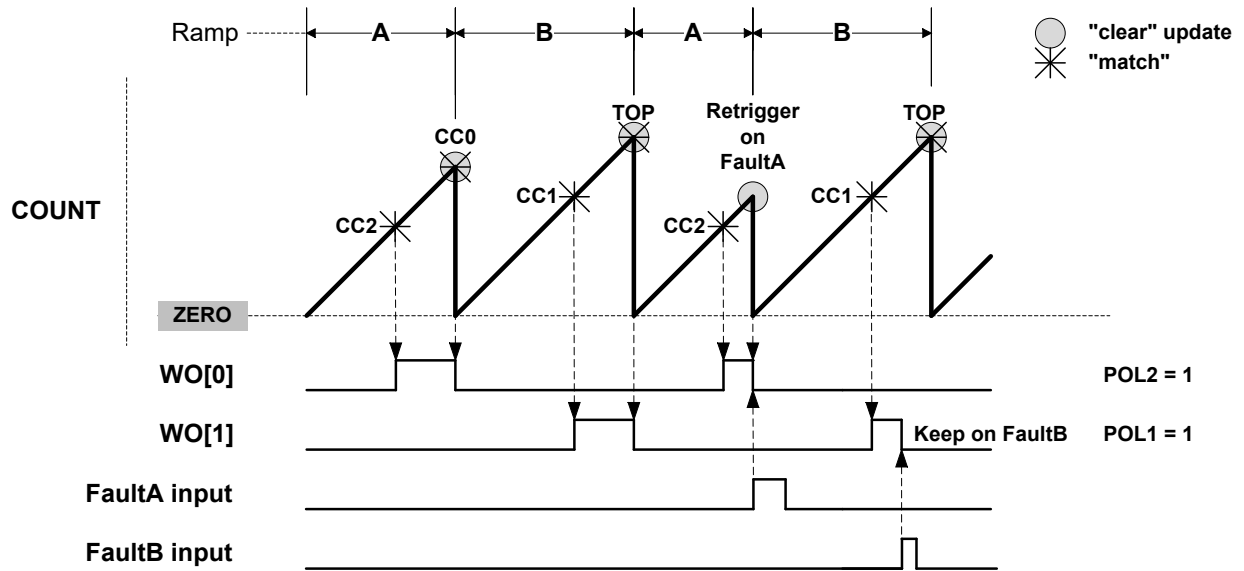 Ramp
A
B
A
B
"clear" update
"match"
TOP
Retrigger
on
FaultA
TOP
CC0
CC1
CC1
COUNT
CC2
CC2
ZERO
WO[0]
POL2 = 1
WO[1]
Keep on FaultB
POL1 = 1
FaultA input
FaultB input